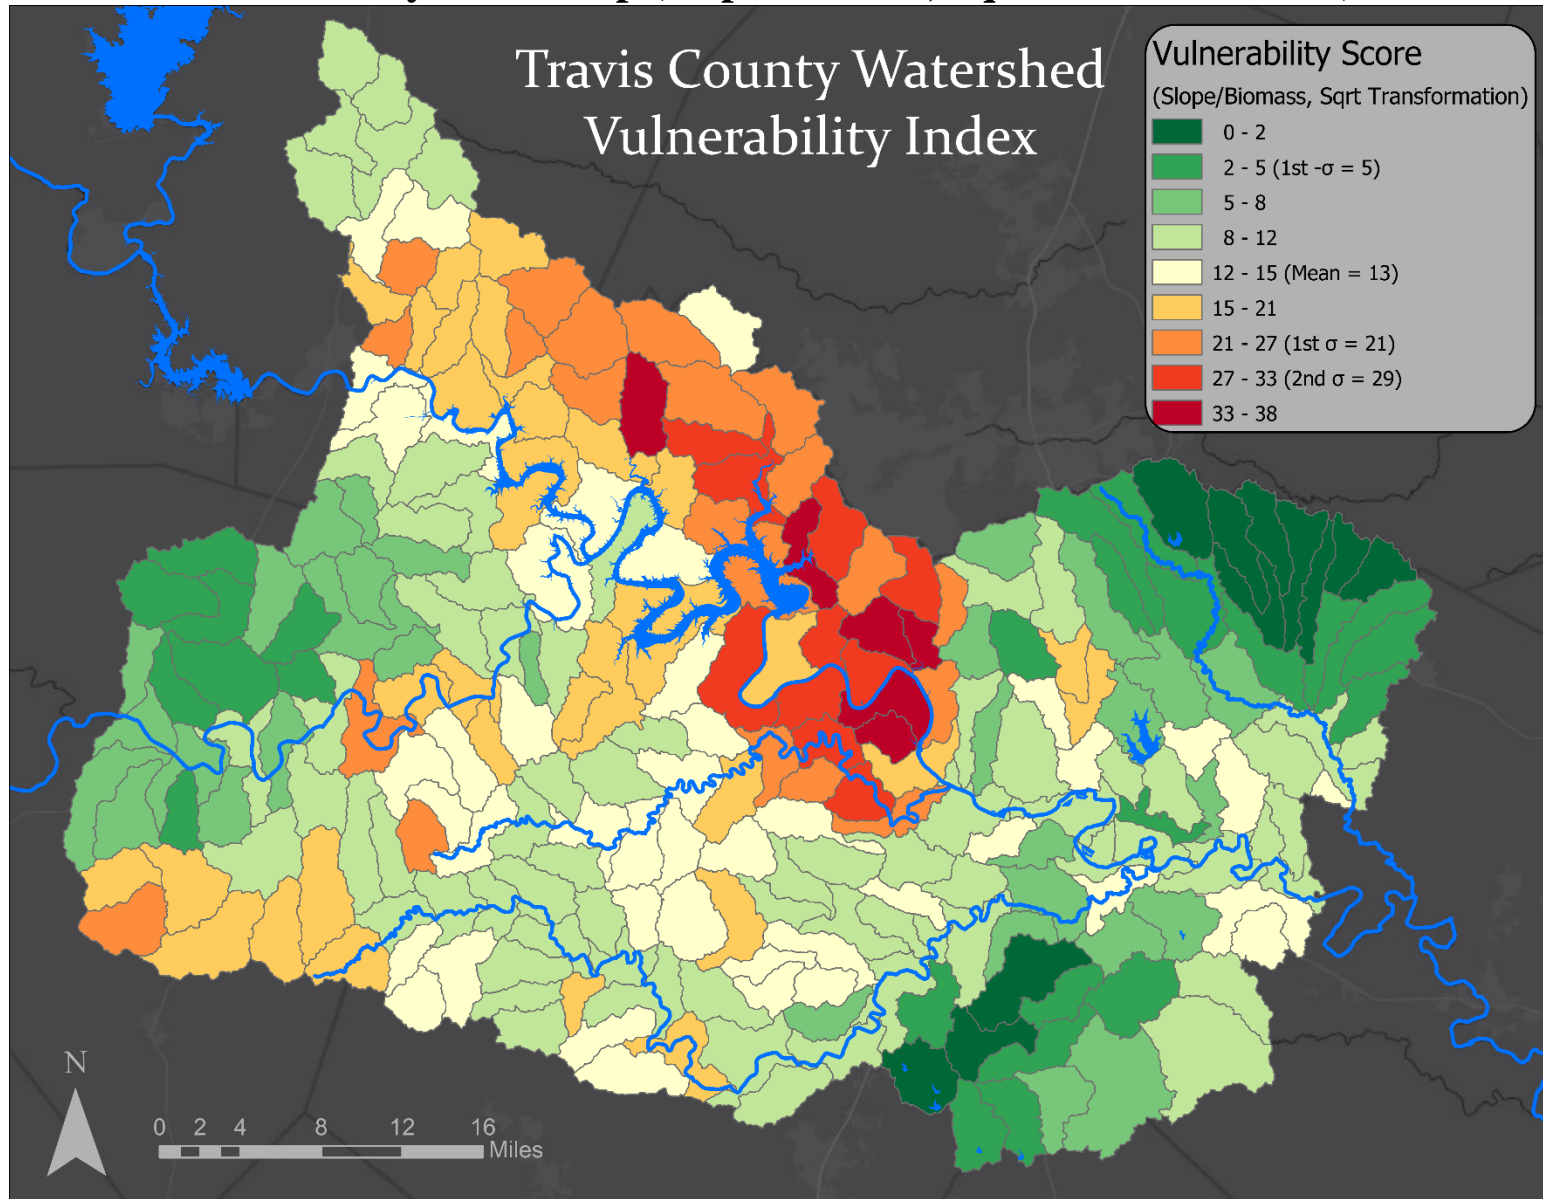 Travis County Watershed
Vulnerability Index
Vulnerability Score
(Slope/Biomass, Sqrt Transformation)
0 - 2
2 - 5 (1st -σ = 5)
5 - 8
8 - 12
12 - 15 (Mean = 13)
15 - 21
21 - 27 (1st σ = 21)
27 - 33 (2nd σ = 29)
33 - 38
N
0 2 4 8 12 16
Miles